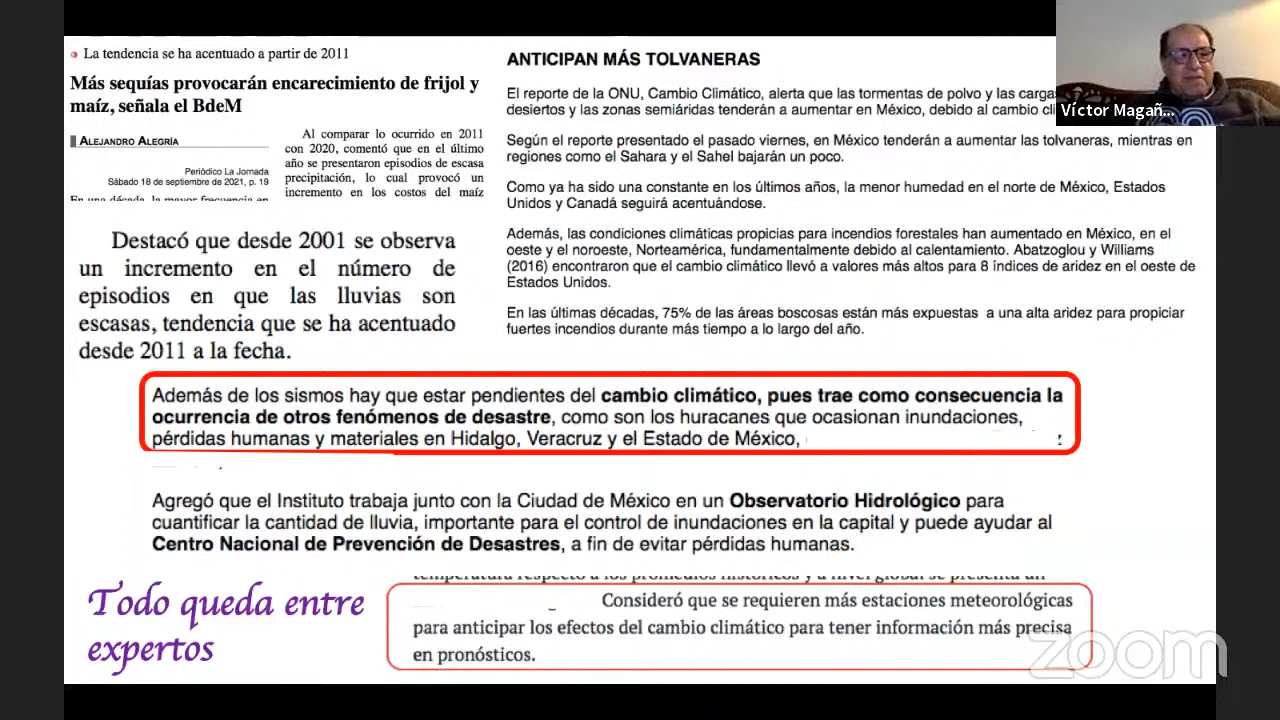 La tendencia se ha acentuado a partir de 2011
Más sequías provocarán encarecimiento de frijol y
maíz, señala el BdeM
ALEJANDRO ALEGRÍA
Periódico La Jornada
Sábado 18 de septiembre de 2021, p. 19
En una década, la mayor frecuencia en
Al comparar lo ocurrido en 2011
con 2020, comentó que en el último
año se presentaron episodios de escasa
precipitación, lo cual provocó un
incremento en los costos del maíz
Destacó que desde 2001 se observa
un incremento en el número de
episodios en que las lluvias son
escasas, tendencia que se ha acentuado
desde 2011 a la fecha.
ANTICIPAN MÁS TOLVANERAS
El reporte de la ONU, Cambio Climático, alerta que las tormentas de polvo y las cargas
desiertos y las zonas semiáridas tenderán a aumentar en México, debido al cambio
Según el reporte presentado el pasado viernes, en México tenderán a aumentar las tolvaneras, mientras en
regiones como el Sahara y el Sahel bajarán un poco.
Como ya ha sido una constante en los últimos años, la menor humedad en el norte de México, Estados
Unidos y Canadá seguirá acentuándose.
Además, las condiciones climáticas propicias para incendios forestales han aumentado en México, en el
oeste y el noroeste, Norteamérica, fundamentalmente debido al calentamiento. Abatzoglou y Williams
(2016) encontraron que el cambio climático llevó a valores más altos para 8 índices de aridez en el oeste de
Estados Unidos.
En las últimas décadas, 75% de las áreas boscosas están más expuestas a una alta aridez para propiciar
fuertes incendios durante más tiempo a lo largo del año.
Víctor Magañ...
Además de los sismos hay que estar pendientes del cambio climático, pues trae como consecuencia la
ocurrencia de otros fenómenos de desastre, como son los huracanes que ocasionan inundaciones,
pérdidas humanas y materiales en Hidalgo, Veracruz y el Estado de México,
Agregó que el Instituto trabaja junto con la Ciudad de México en un Observatorio Hidrológico para
cuantificar la cantidad de lluvia, importante para el control de inundaciones en la capital y puede ayudar al
Centro Nacional de Prevención de Desastres, a fin de evitar pérdidas humanas.
Todo queda entre
expertos
temperatura respecto a los promedios históricos y a nivel global se presenta un
Consideró que se requieren más estaciones meteorológicas
para anticipar los efectos del cambio climático para tener información más precisa
en pronósticos.
zoom